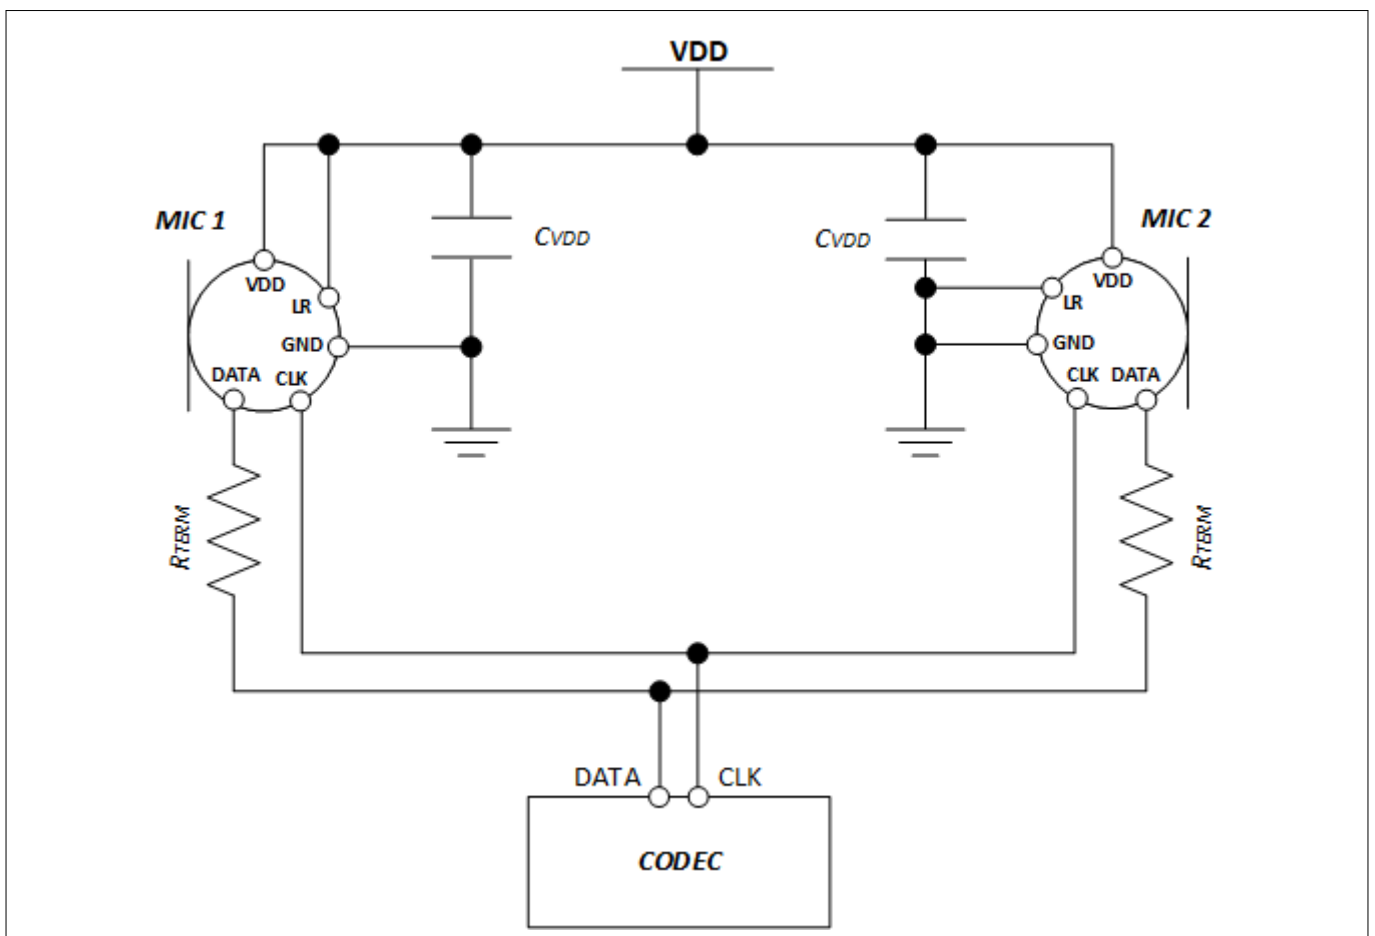 VDD
MIC 1
MIC 2
CVDD
CVDD
VDD
LR
GND
DATA
CLK
VDD
LR
GND
CLK
DATA
RTERM
RTERM
DATA
CLK
CODEC